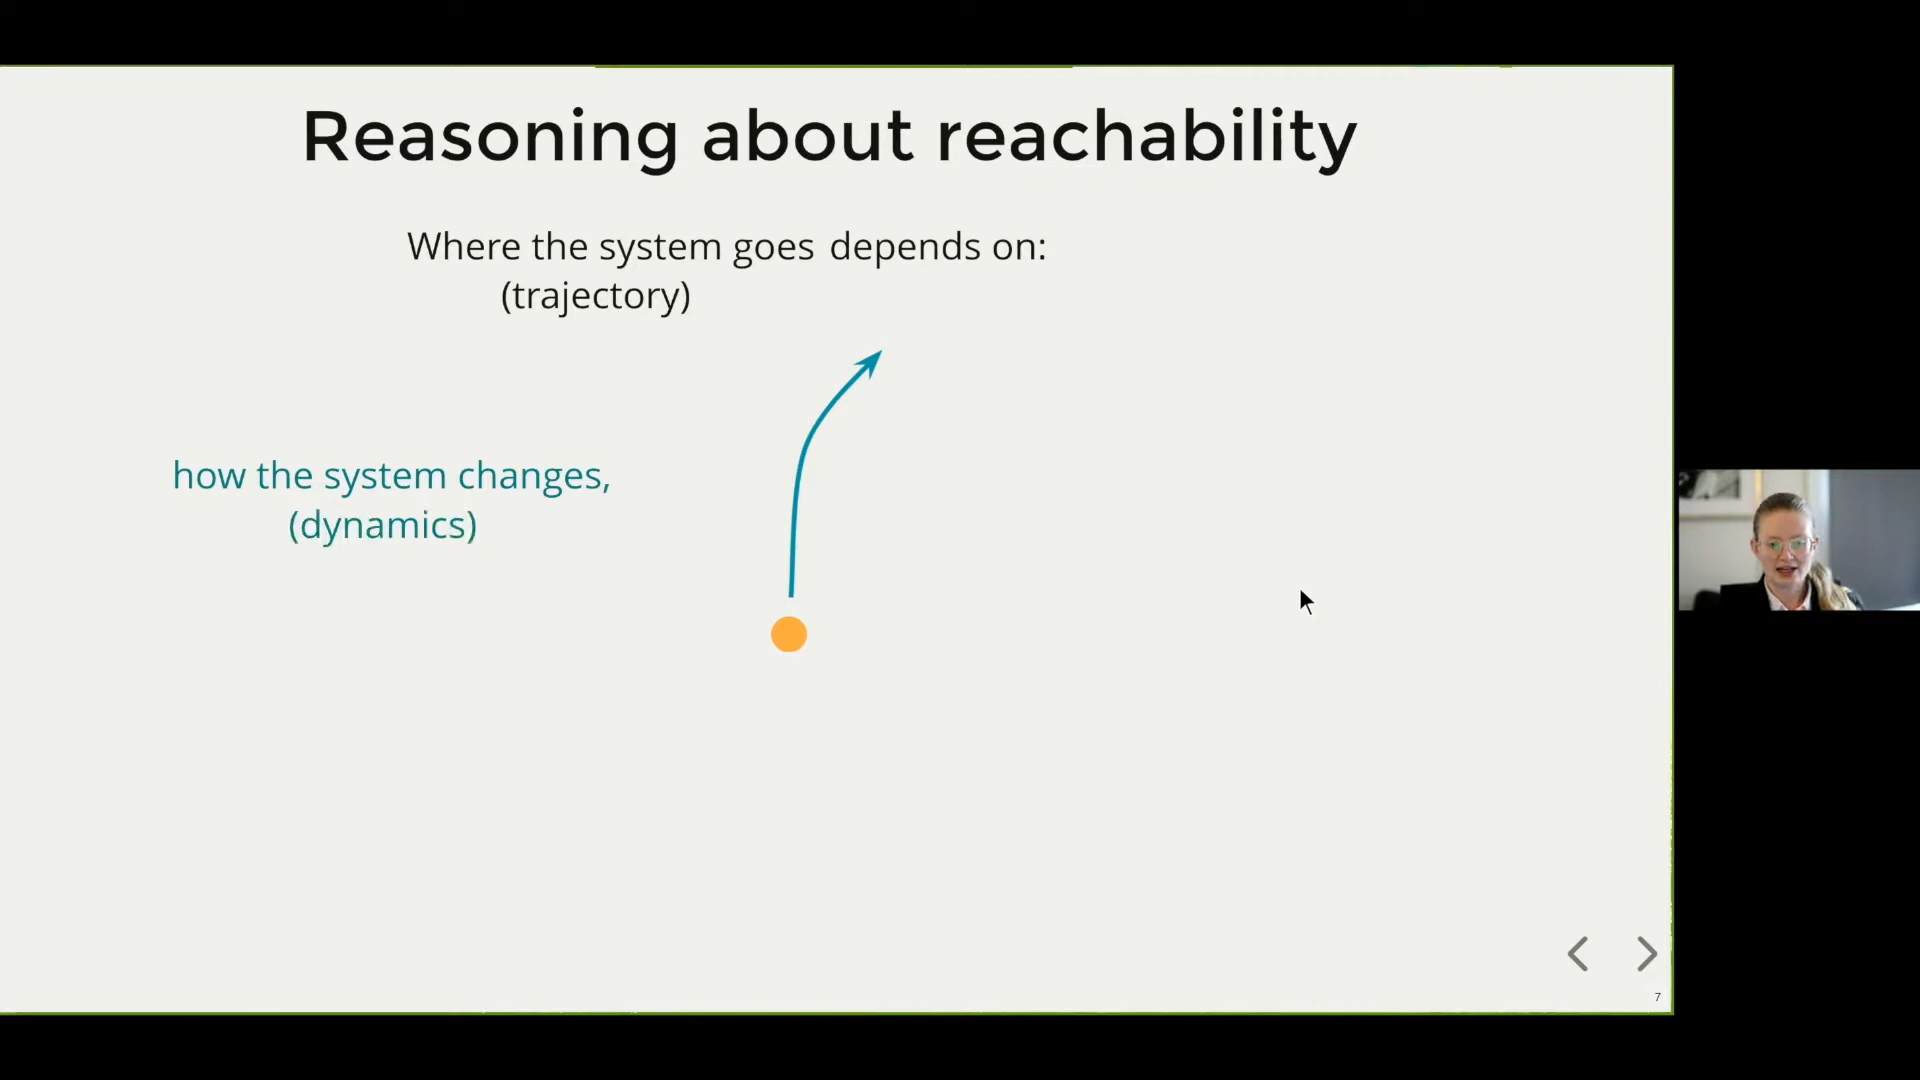 Reasoning about reachability
Where the system goes depends on:
(trajectory)
how the system changes,
(dynamics)
7